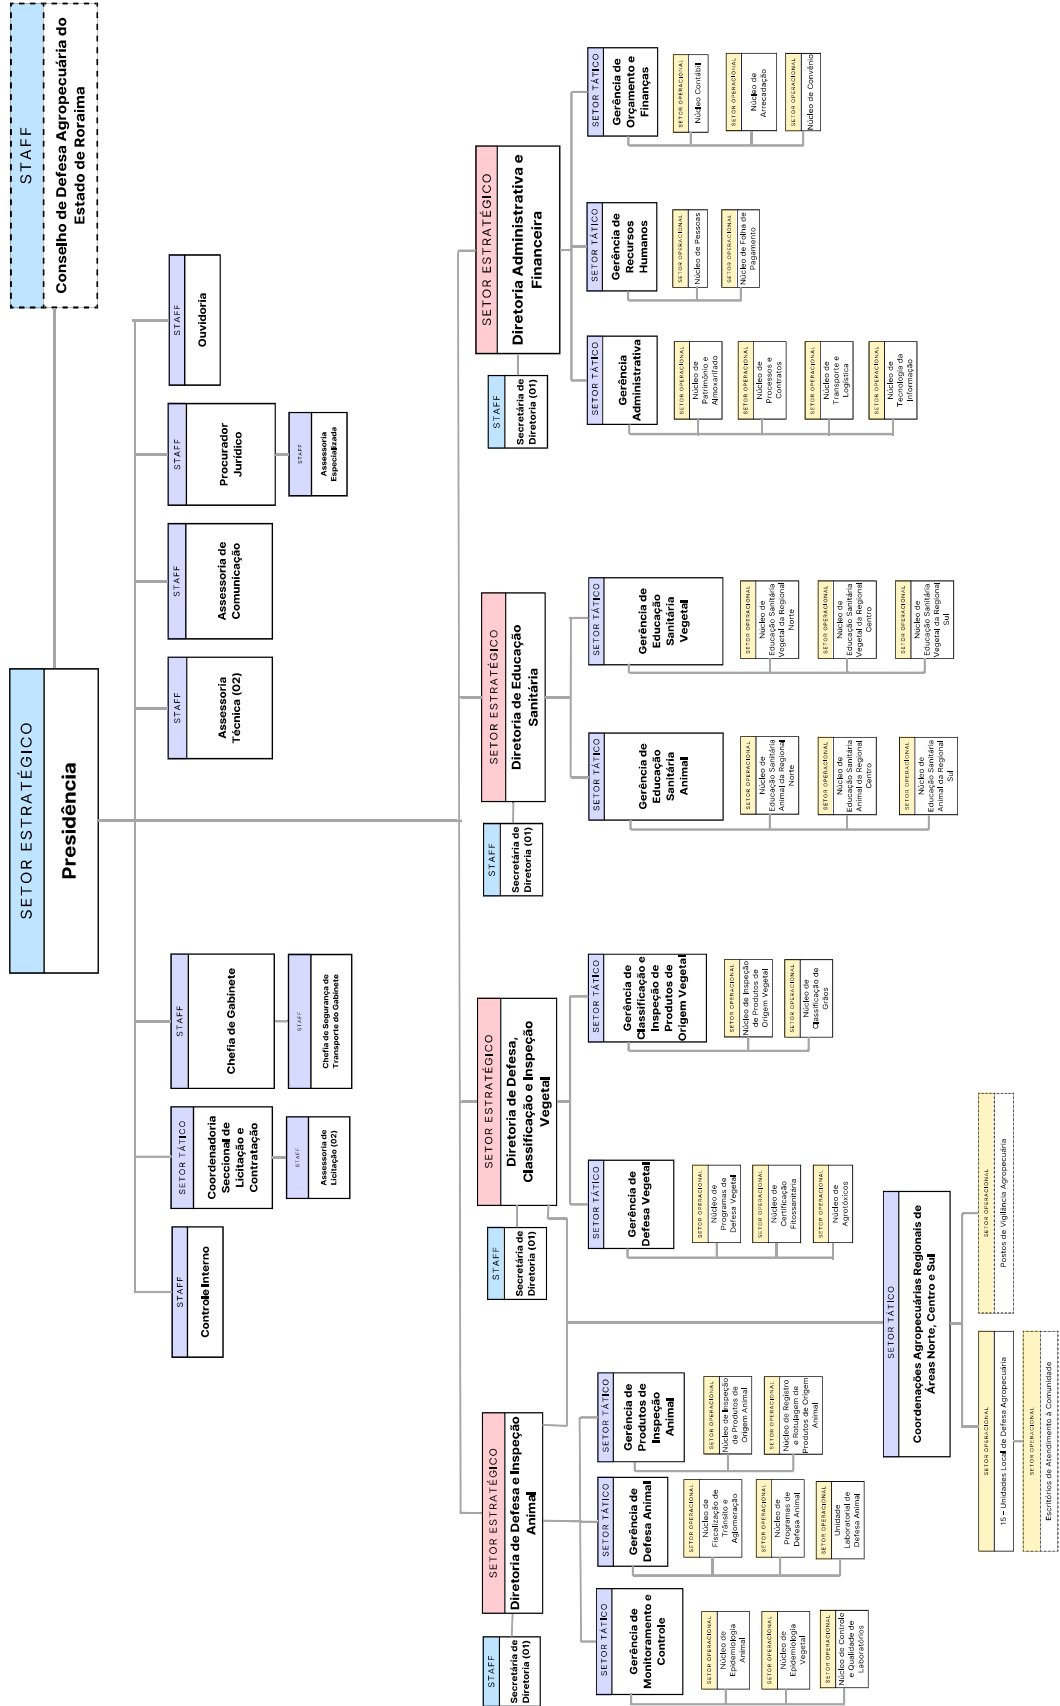 STAFF
Conselho de Defesa Agropecuária do
Estado de Roraima
SETOR ESTRATÉGICO
Presidência
STAFF
Controle Interno
SETOR TÁTICO
Coordenadoria
Seccional de
Licitação e
Contratação
STAFF
Assessoria de
Licitação (02)
STAFF
Chefia de Gabinete
STAFF
Chefia de Segurança de
Transporte do Gabinete
STAFF
Assessoria
Técnica (02)
STAFF
Assessoria de
Comunicação
STAFF
Procurador
Jurídico
STAFF
Assessoria
Especializada
STAFF
Ouvidoria
SETOR ESTRATÉGICO
Diretoria de Defesa e Inspeção
Animal
STAFF
Secretária de
Diretoria (01)
SETOR TÁTICO
Gerência de
Monitoramento e
Controle
SETOR OPERACIONAL
Núcleo de
Epidemiologia
Animal
SETOR OPERACIONAL
Núcleo de
Epidemiologia
Vegetal
SETOR OPERACIONAL
Núcleo de Controle
e Qualidade de
Laboratórios
SETOR TÁTICO
Gerência de
Defesa Animal
SETOR OPERACIONAL
Núcleo de
Fiscalização de
Trânsito e
Aglomeração
SETOR OPERACIONAL
Núcleo de
Programas de
Defesa Animal
SETOR OPERACIONAL
Unidade
Laboratorial de
Defesa Animal
SETOR TÁTICO
Gerência de
Produtos de
Inspeção
Animal
SETOR OPERACIONAL
Núcleo de Inspeção
de Produtos de
Origem Animal
SETOR OPERACIONAL
Núcleo de Registro
e Rotulagem de
Produtos de Origem
Animal
SETOR ESTRATÉGICO
Diretoria de Defesa,
Classificação e Inspeção
Vegetal
STAFF
Secretária de
Diretoria (01)
SETOR TÁTICO
Gerência de
Defesa Vegetal
SETOR OPERACIONAL
Núcleo de
Programas de
Defesa Vegetal
SETOR OPERACIONAL
Núcleo de
Certificação
Fitossanitária
SETOR OPERACIONAL
Núcleo de
Agrotóxicos
SETOR TÁTICO
Gerência de
Classificação e
Inspeção de
Produtos de
Origem Vegetal
SETOR OPERACIONAL
Núcleo de Inspeção
de Produtos de
Origem Vegetal
SETOR OPERACIONAL
Núcleo de
Classificação de
Grãos
SETOR TÁTICO
Coordenações Agropecuárias Regionais de
Áreas Norte, Centro e Sul
SETOR OPERACIONAL
15 – Unidades Local de Defesa Agropecuária
SETOR OPERACIONAL
Escritórios de Atendimento à Comunidade
SETOR OPERACIONAL
Postos de Vigilância Agropecuária
SETOR ESTRATÉGICO
Diretoria de Educação
Sanitária
STAFF
Secretária de
Diretoria (01)
SETOR TÁTICO
Gerência de
Educação
Sanitária
Animal
SETOR OPERACIONAL
Núcleo de
Educação Sanitária
Animal da Regional
Norte
SETOR OPERACIONAL
Núcleo de
Educação Sanitária
Animal da Regional
Centro
SETOR OPERACIONAL
Núcleo de
Educação Sanitária
Animal da Regional
Sul
SETOR TÁTICO
Gerência de
Educação
Sanitária
Vegetal
SETOR OPERACIONAL
Núcleo de
Educação Sanitária
Vegetal da Regional
Norte
SETOR OPERACIONAL
Núcleo de
Educação Sanitária
Vegetal da Regional
Centro
SETOR OPERACIONAL
Núcleo de
Educação Sanitária
Vegetal da Regional
Sul
SETOR ESTRATÉGICO
Diretoria Administrativa e
Financeira
STAFF
Secretária de
Diretoria (01)
SETOR TÁTICO
Gerência
Administrativa
SETOR OPERACIONAL
Núcleo de
Patrimônio e
Almoxarifado
SETOR OPERACIONAL
Núcleo de
Processos e
Contratos
SETOR OPERACIONAL
Núcleo de
Transporte e
Logística
SETOR OPERACIONAL
Núcleo de
Tecnologia da
Informação
SETOR TÁTICO
Gerência de
Recursos
Humanos
SETOR OPERACIONAL
Núcleo de Pessoas
SETOR OPERACIONAL
Núcleo de Folha de
Pagamento
SETOR TÁTICO
Gerência de
Orçamento e
Finanças
SETOR OPERACIONAL
Núcleo Contábil
SETOR OPERACIONAL
Núcleo de
Arrecadação
SETOR OPERACIONAL
Núcleo de Convênio